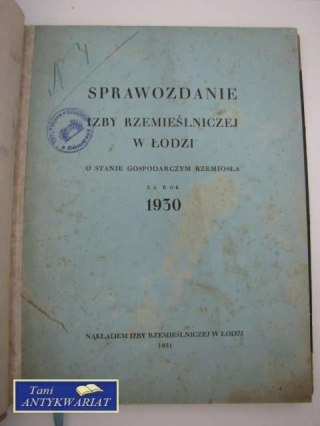 N 4
SPRAWOZDANIE
IZBY RZEMIEŚLNICZEJ
W ŁODZI
O STANIE GOSPODARCZYM RZEMIOSŁA
ZA ROK
1930
NAKŁADEM IZBY RZEMIEŚLNICZEJ W ŁODZI
1931
Tani
ANTYKWARIAT